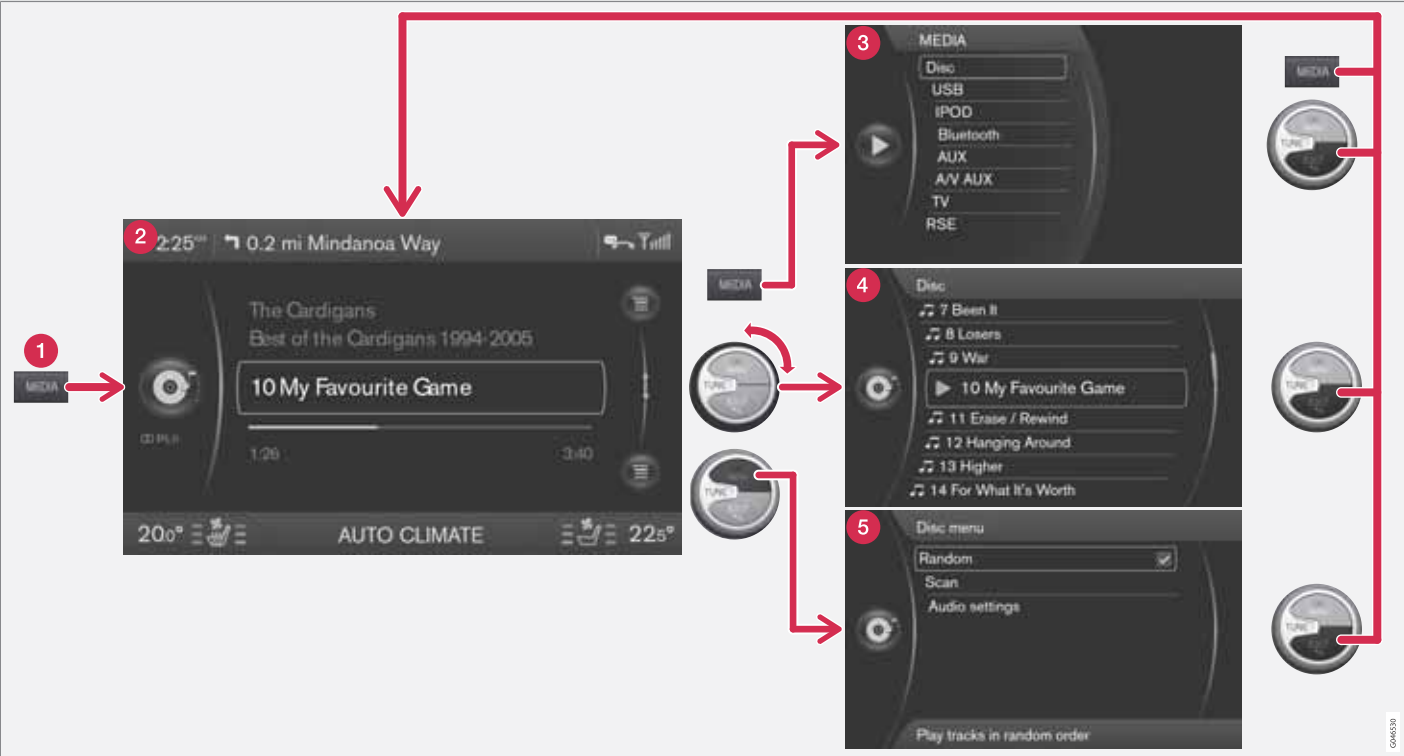 1
MEDIA
2
2:25
0.2 mi Mindanoa Way
The Cardigans
Best of the Cardigans 1994-2005
10 My Favourite Game
1:26
3:40
20.0°
AUTO CLIMATE
22.5°
MEDIA
TUNE
TUNE
3
MEDIA
Disc
USB
IPOD
Bluetooth
AUX
A/V AUX
TV
RSE
4
Disc
7 Been It
8 Losers
9 War
10 My Favourite Game
11 Erase / Rewind
12 Hanging Around
13 Higher
14 For What It's Worth
5
Disc menu
Random
Scan
Audio settings
Play tracks in random order
MEDIA
TUNE
TUNE
TUNE
G046530